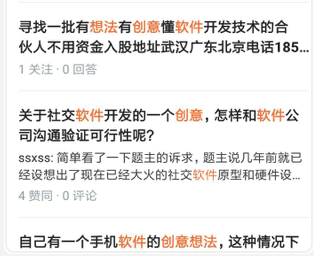 寻找一批有想法有创意懂软件开发技术的合
伙人不用资金入股地址武汉广东北京电话185...
1 关注 · 0 回答
关于社交软件开发的一个创意，怎样和软件公
司沟通验证可行性呢？
ssxss: 简单看了一下题主的诉求，题主说几年前就已
经设想出了现在已经大火的社交软件原型和硬件设...
4 赞同 · 0 评论
自己有一个手机软件的创意想法，这种情况下